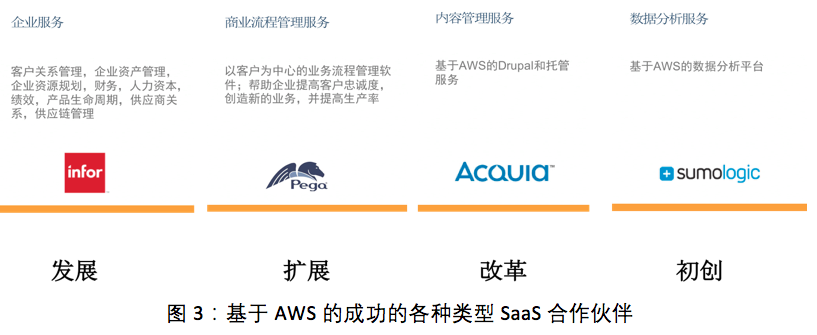 企业服务
客户关系管理，企业资产管理，
企业资源规划，财务，人力资本，
绩效，产品生命周期，供应商关
系，供应链管理
infor
发展
商业流程管理服务
以客户为中心的业务流程管理软
件；帮助企业提高客户忠诚度，
创造新的业务，并提高生产率
Pega
扩展
内容管理服务
基于AWS的Drupal和托管
服务
Acquia™
改革
数据分析服务
基于AWS的数据分析平台
sumologic
初创
图 3：基于 AWS 的成功的各种类型 SaaS 合作伙伴